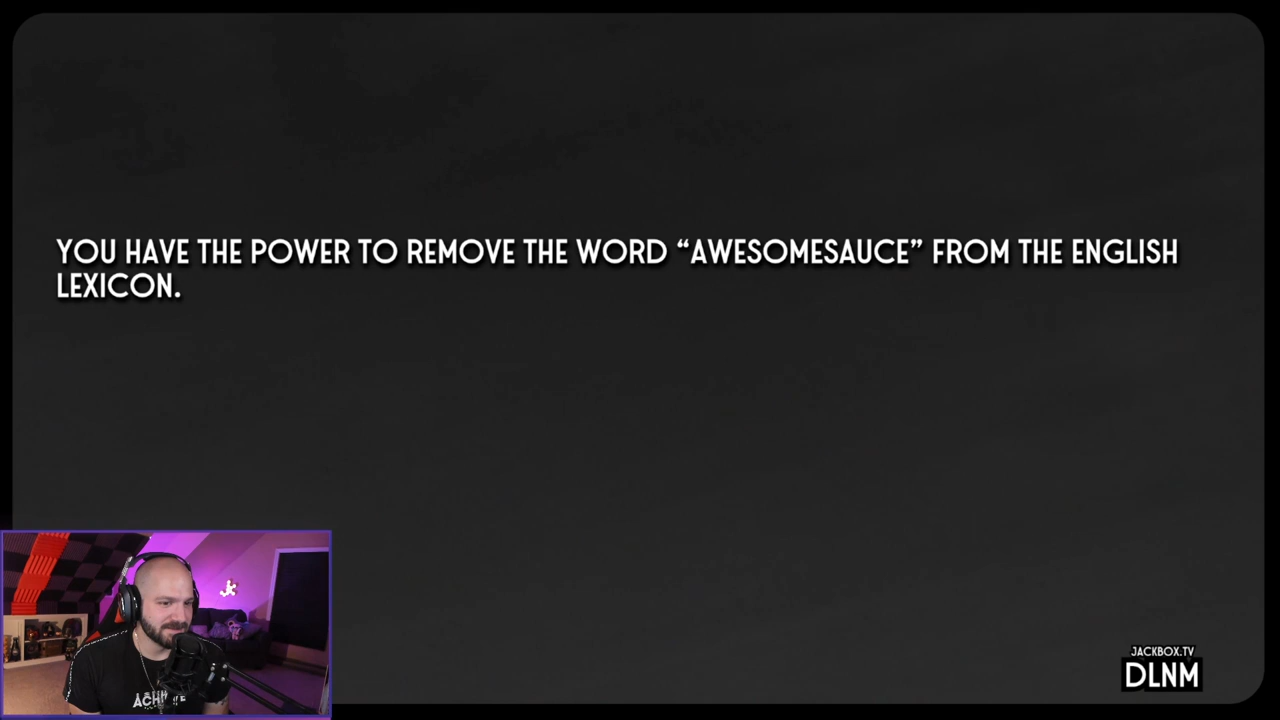 YOU HAVE THE POWER TO REMOVE THE WORD “AWESOMESAUCE” FROM THE ENGLISH
LEXICON.
JACKBOX.TV
DLNM